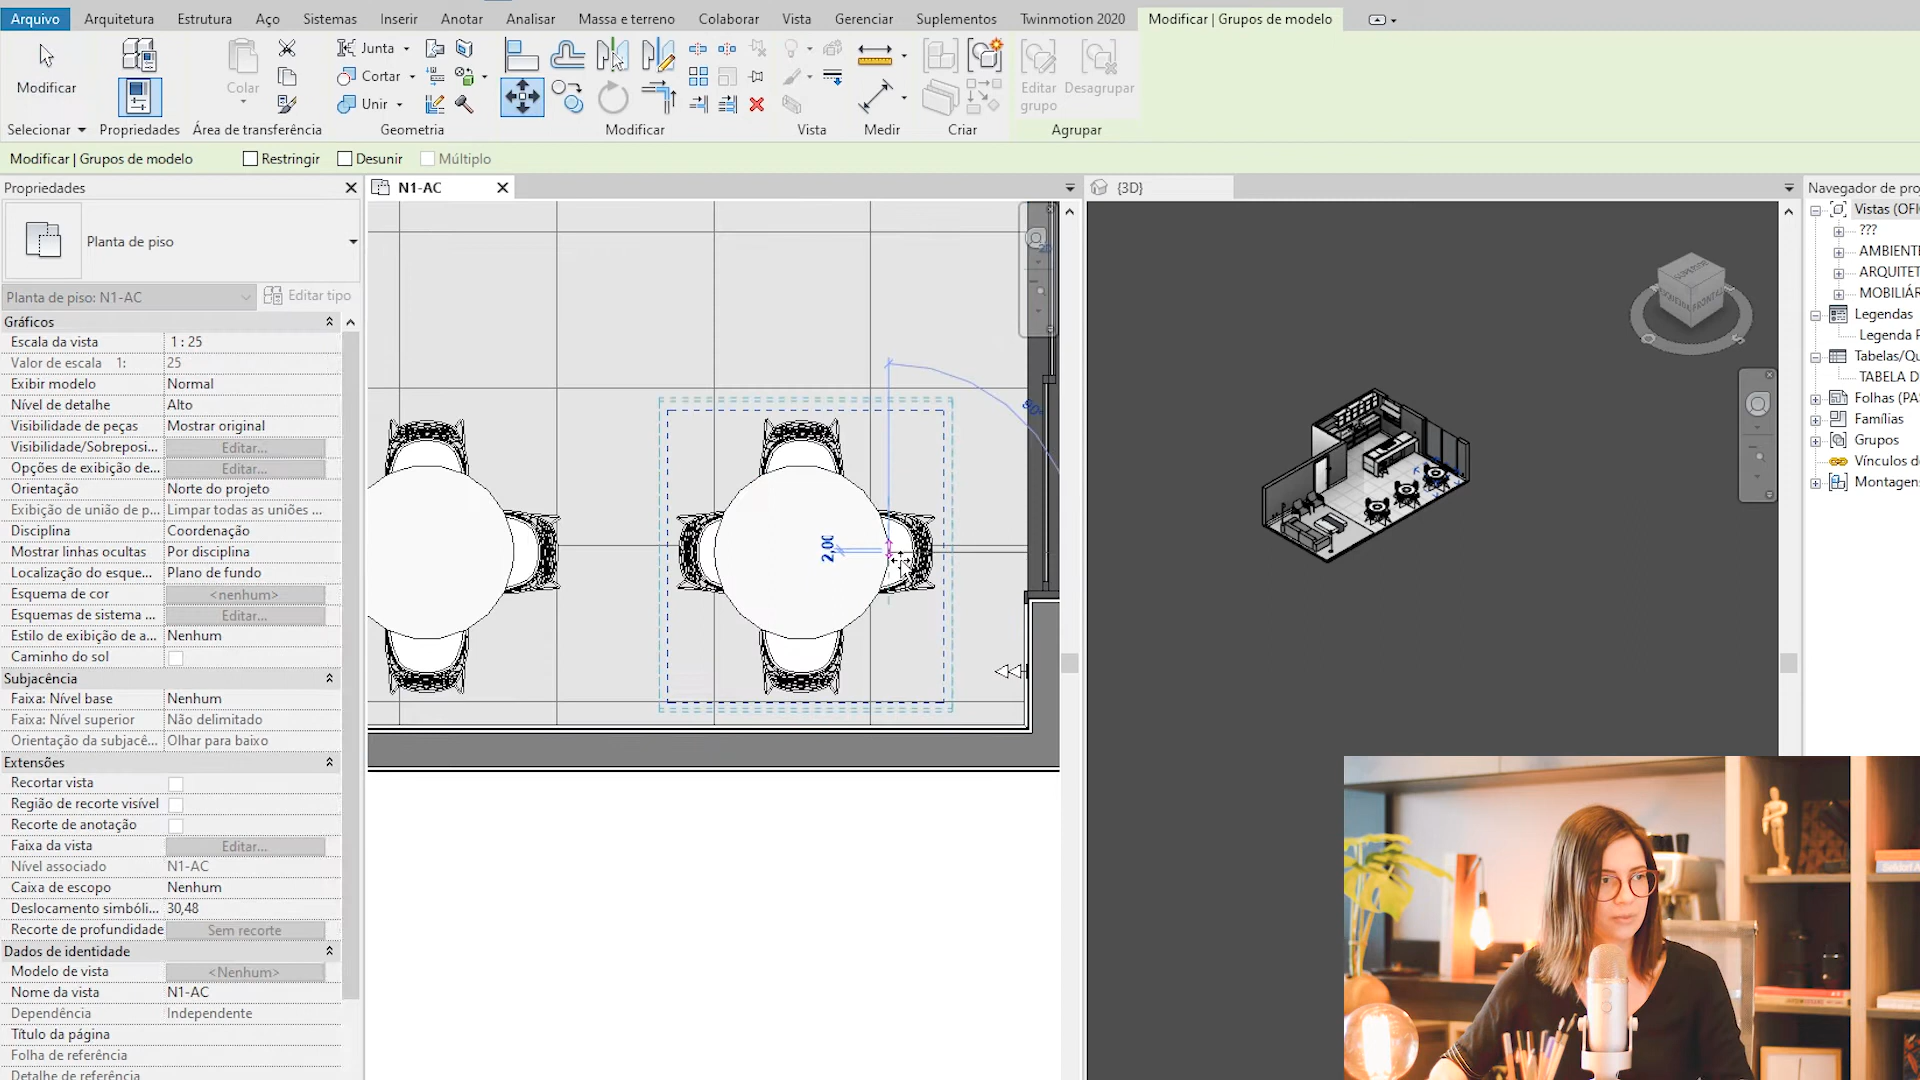 Arquivo Arquitetura Estrutura Aço Sistemas Inserir Anotar Analisar Massa e terreno Colaborar Vista Gerenciar Suplementos Twinmotion 2020 Modificar | Grupos de modelo
Modificar
Colar
Junta
Cortar
Unir
Editar grupo
Desagrupar
Selecionar Propriedades Área de transferência Geometria Modificar Vista Medir Criar Agrupar
Modificar | Grupos de modelo Restringir Desunir Múltiplo
Propriedades
N1-AC
{3D}
Navegador de pro
Planta de piso
Planta de piso: N1-AC
Editar tipo
Gráficos
Escala da vista 1 : 25
Valor de escala 1: 25
Exibir modelo Normal
Nível de detalhe Alto
Visibilidade de peças Mostrar original
Visibilidade/Sobreposi... Editar...
Opções de exibição de... Editar...
Orientação Norte do projeto
Exibição de união de p... Limpar todas as uniões ...
Disciplina Coordenação
Mostrar linhas ocultas Por disciplina
Localização do esque... Plano de fundo
Esquema de cor <nenhum>
Esquemas de sistema ... Editar...
Estilo de exibição de a... Nenhum
Caminho do sol
Subjacência
Faixa: Nível base Nenhum
Faixa: Nível superior Não delimitado
Orientação da subjacê... Olhar para baixo
Extensões
Recortar vista
Região de recorte visível
Recorte de anotação
Faixa da vista Editar...
Nível associado N1-AC
Caixa de escopo Nenhum
Deslocamento simbóli... 30,48
Recorte de profundidade Sem recorte
Dados de identidade
Modelo de vista <Nenhum>
Nome da vista N1-AC
Dependência Independente
Título da página
Folha de referência
Detalhe de referência
2D
90°
2,00
SUPERIOR
FRONTAL
Vistas (OFI
???
AMBIENTE
ARQUITET
MOBILIÁR
Legendas
Legenda P
Tabelas/Qu
TABELA D
Folhas (PA
Famílias
Grupos
Vínculos d
Montagen